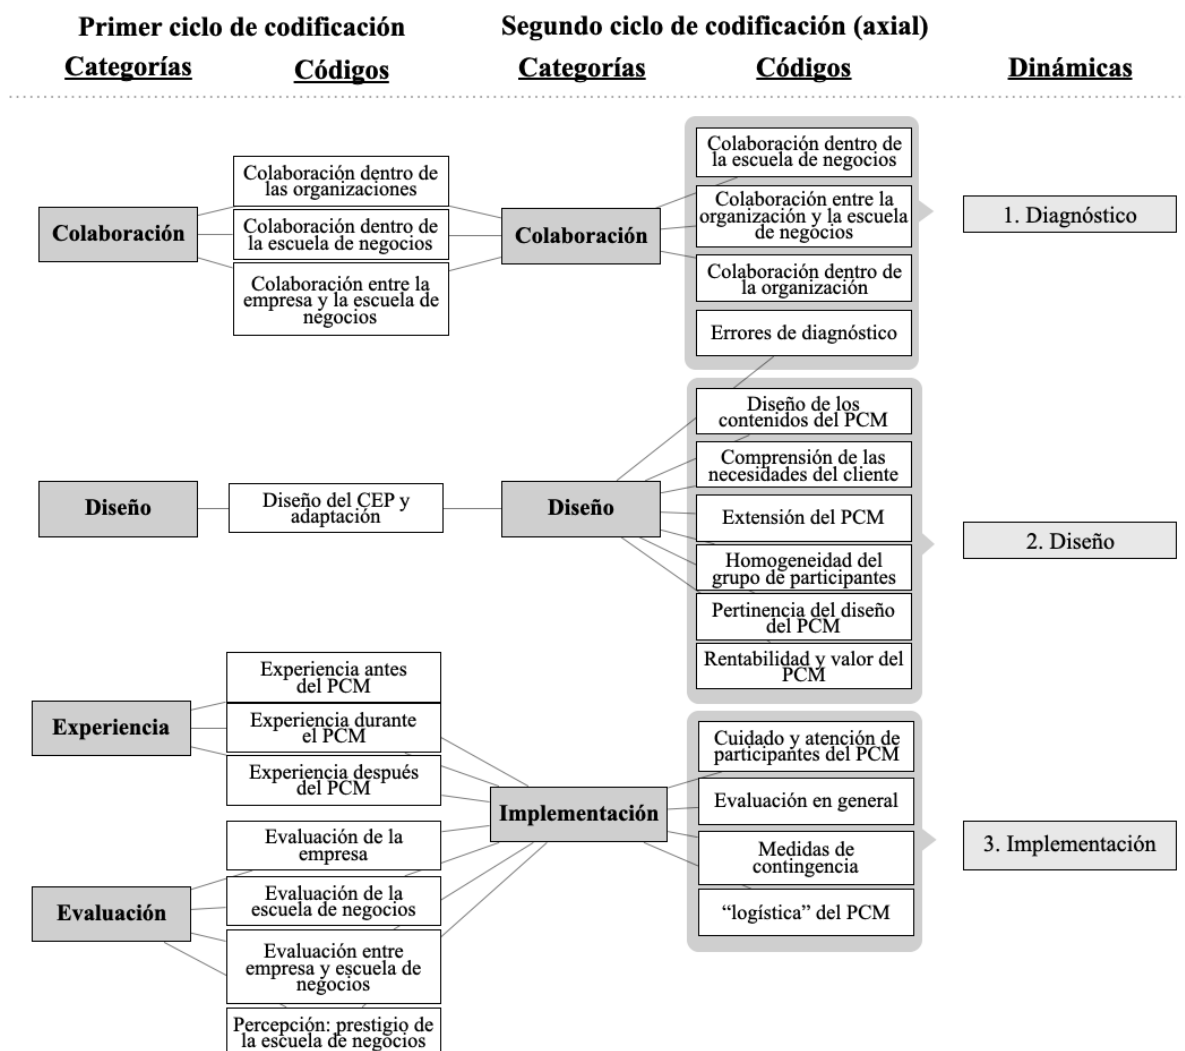 Primer ciclo de codificación
Segundo ciclo de codificación (axial)
Categorías
Códigos
Categorías
Códigos
Dinámicas
Colaboración
Colaboración dentro de
las organizaciones
Colaboración dentro de
la escuela de negocios
Colaboración entre la
empresa y la escuela de
negocios
Colaboración
Colaboración dentro de
la escuela de negocios
Colaboración entre la
organización y la escuela
de negocios
Colaboración dentro de
la organización
Errores de diagnóstico
1. Diagnóstico
Diseño
Diseño del CEP y
adaptación
Diseño
Diseño de los
contenidos del PCM
Comprensión de las
necesidades del cliente
Extensión del PCM
Homogeneidad del
grupo de participantes
Pertinencia del diseño
del PCM
Rentabilidad y valor del
PCM
2. Diseño
Experiencia
Experiencia antes
del PCM
Experiencia durante
el PCM
Experiencia después
del PCM
Evaluación
Evaluación de la
empresa
Evaluación de la
escuela de negocios
Evaluación entre
empresa y escuela de
negocios
Percepción: prestigio de
la escuela de negocios
Implementación
Cuidado y atención de
participantes del PCM
Evaluación en general
Medidas de
contingencia
“logística” del PCM
3. Implementación